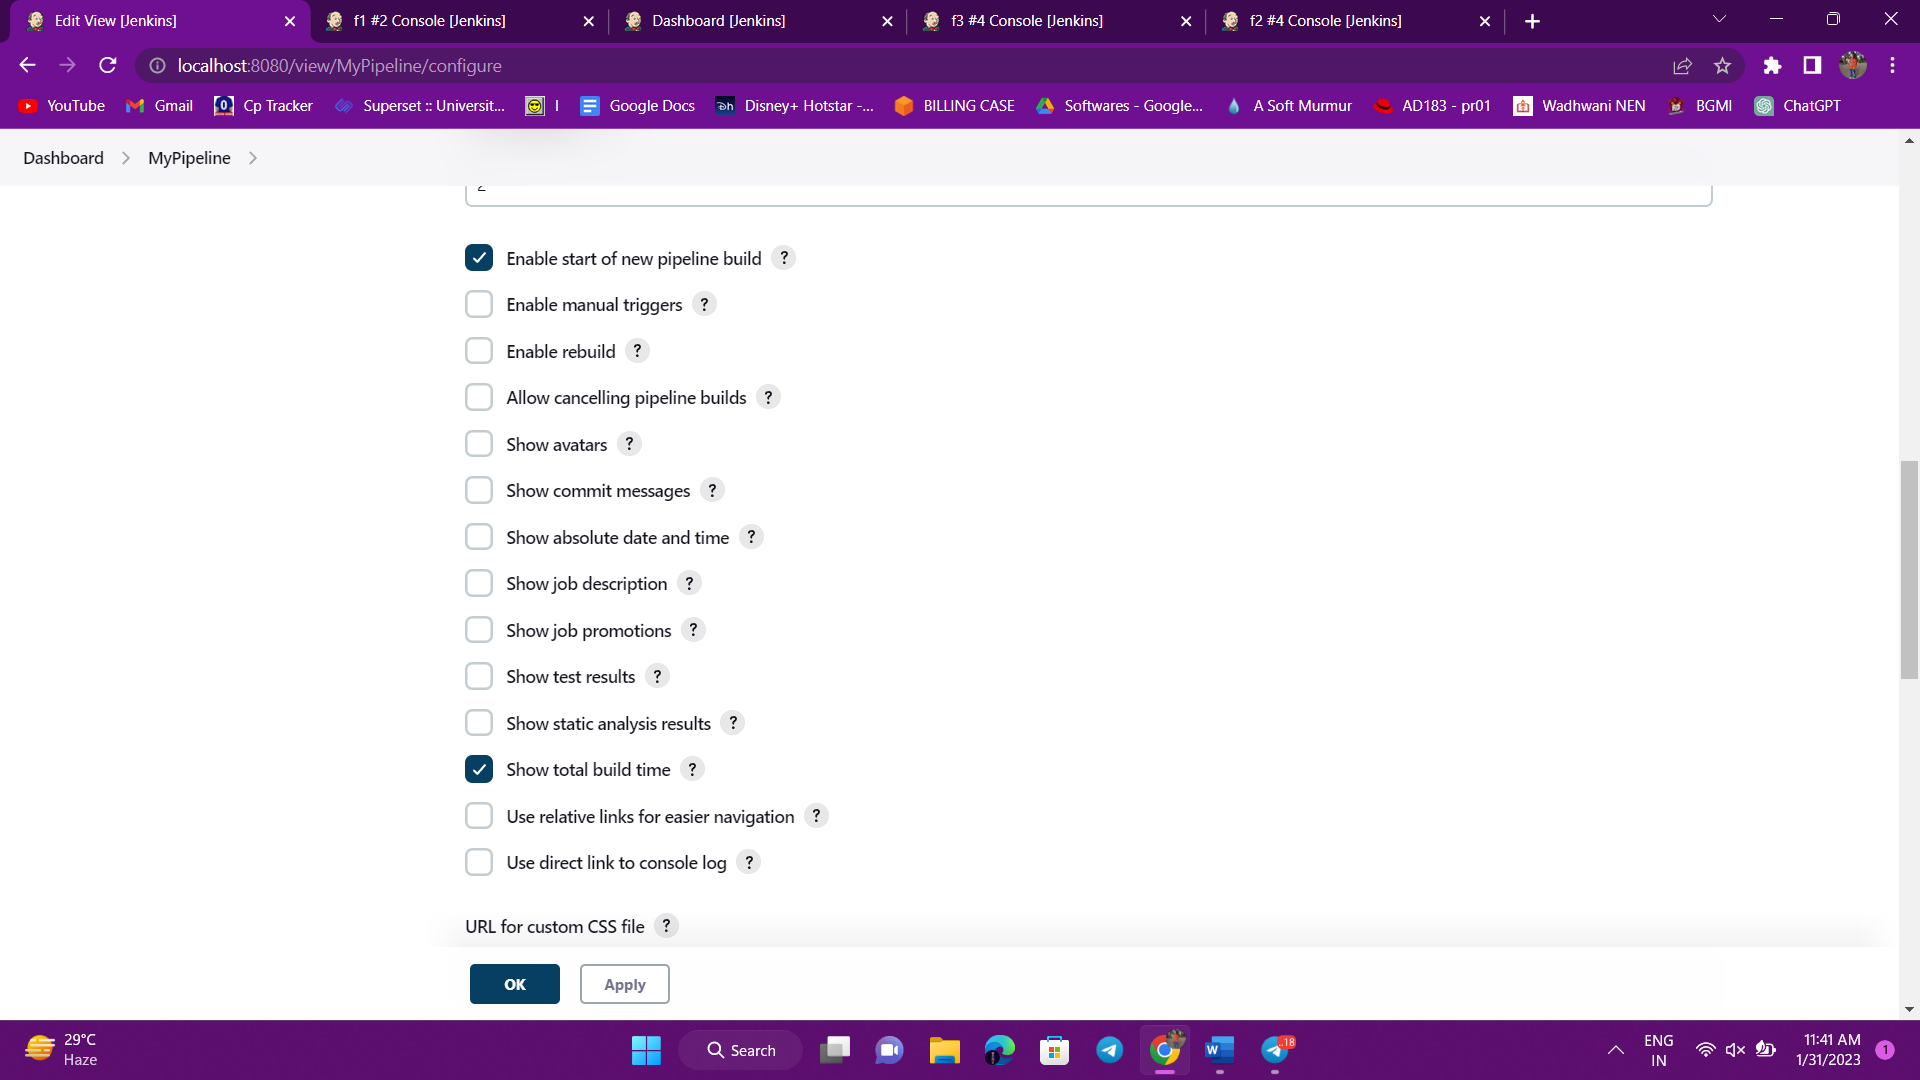 Edit View [Jenkins]
f1 #2 Console [Jenkins]
Dashboard [Jenkins]
f3 #4 Console [Jenkins]
f2 #4 Console [Jenkins]
localhost:8080/view/MyPipeline/configure
YouTube
Gmail
Cp Tracker
Superset :: Universit...
I
Google Docs
Disney+ Hotstar -...
BILLING CASE
Softwares - Google...
A Soft Murmur
AD183 - pr01
Wadhwani NEN
BGMI
ChatGPT
Dashboard
MyPipeline
2
Enable start of new pipeline build ?
Enable manual triggers ?
Enable rebuild ?
Allow cancelling pipeline builds ?
Show avatars ?
Show commit messages ?
Show absolute date and time ?
Show job description ?
Show job promotions ?
Show test results ?
Show static analysis results ?
Show total build time ?
Use relative links for easier navigation ?
Use direct link to console log ?
URL for custom CSS file ?
OK
Apply
29°C
Haze
Search
18
ENG
IN
11:41 AM
1/31/2023
1